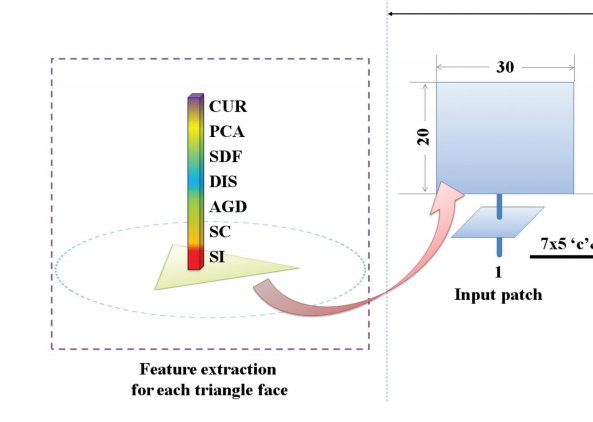 CUR
PCA
SDF
DIS
AGD
SC
SI
Feature extraction
for each triangle face
30
20
1
Input patch
7x5 ‘c’